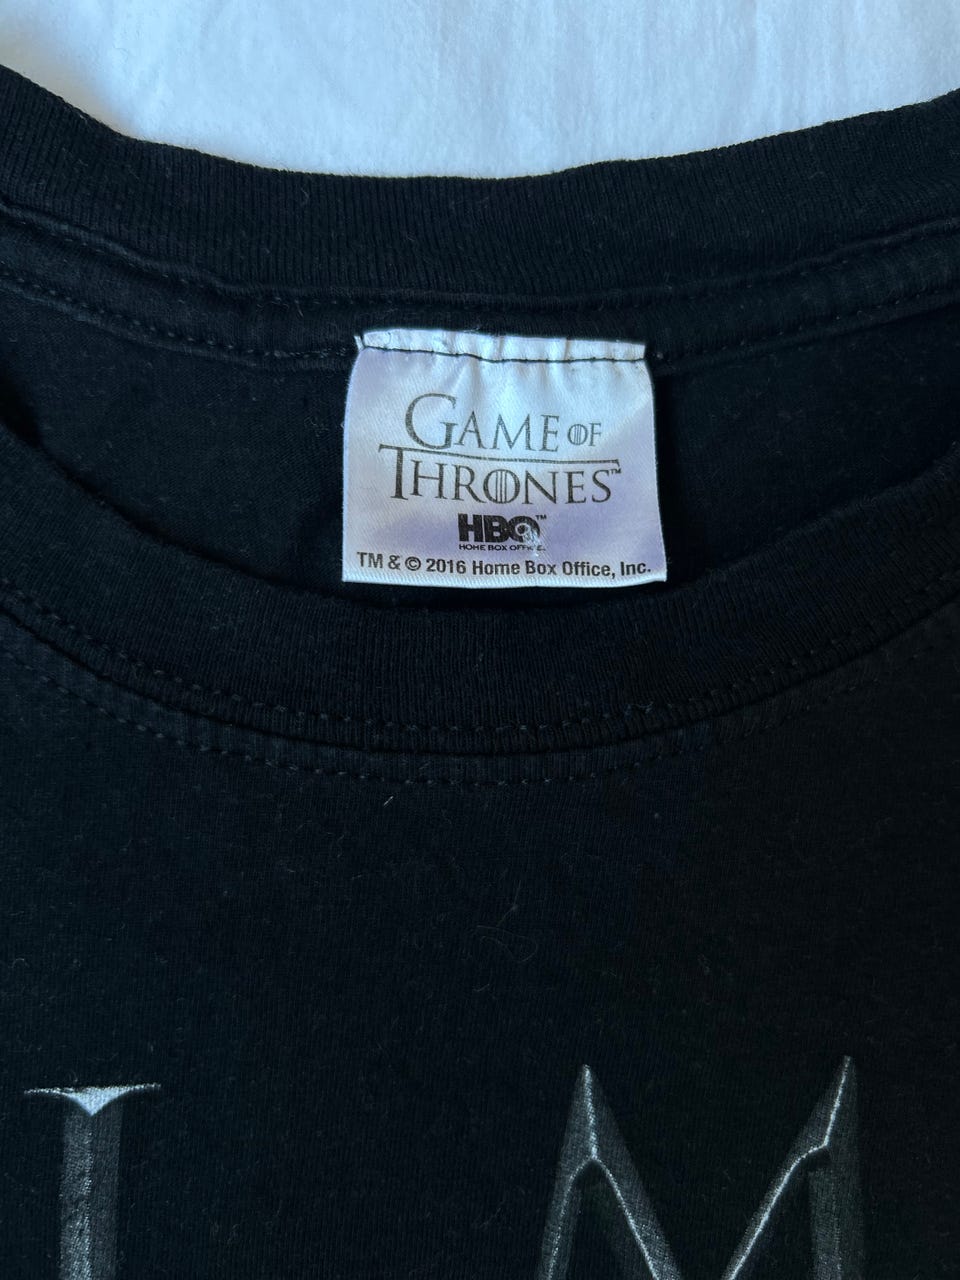 GAME OF
THRONES™
HBO™
HOME BOX OFFICE.
TM & © 2016 Home Box Office, Inc.
I M